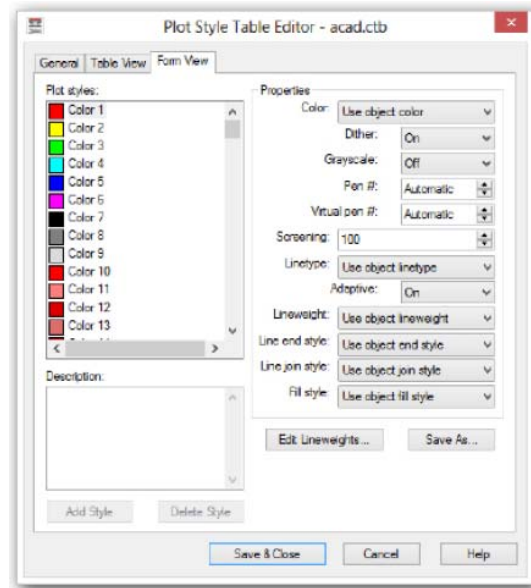 Plot Style Table Editor - acad.ctb
General
Table View
Form View
Plot styles:
Color 1
Color 2
Color 3
Color 4
Color 5
Color 6
Color 7
Color 8
Color 9
Color 10
Color 11
Color 12
Color 13
Description:
Add Style
Delete Style
Properties
Color: Use object color
Dither: On
Grayscale: Off
Pen #: Automatic
Virtual pen #: Automatic
Screening: 100
Linetype: Use object linetype
Adaptive: On
Lineweight: Use object lineweight
Line end style: Use object end style
Line join style: Use object join style
Fill style: Use object fill style
Edit Lineweights...
Save As...
Save & Close
Cancel
Help